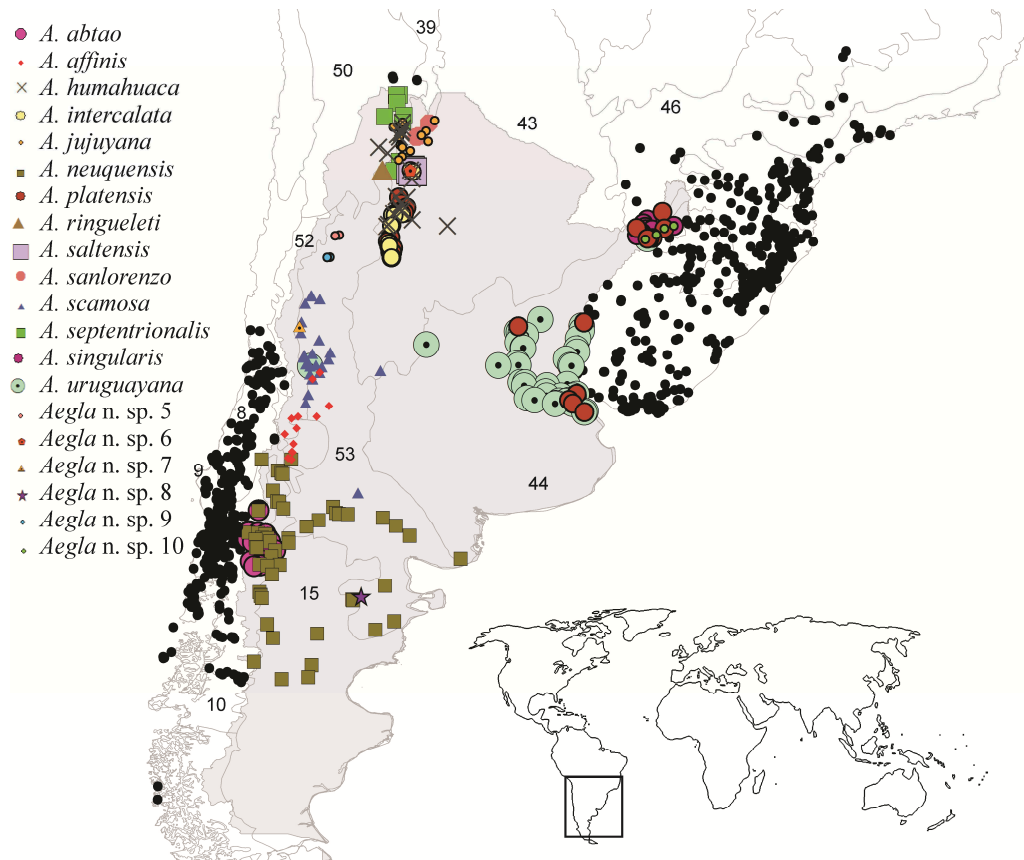 A. abtao
A. affinis
A. humahuaca
A. intercalata
A. jujuyana
A. neuquensis
A. platensis
A. ringueleti
A. saltensis
A. sanlorenzo
A. scamosa
A. septentrionalis
A. singularis
A. uruguayana
Aegla n. sp. 5
Aegla n. sp. 6
Aegla n. sp. 7
Aegla n. sp. 8
Aegla n. sp. 9
Aegla n. sp. 10
39
50
46
43
52
8
53
9
44
15
10